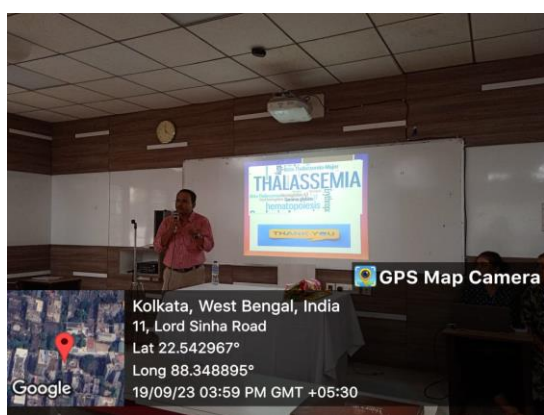 THALASSEMIA
hematopoiesis
THANK YOU
GPS Map Camera
Kolkata, West Bengal, India
11, Lord Sinha Road
Lat 22.542967°
Long 88.348895°
19/09/23 03:59 PM GMT +05:30
Google